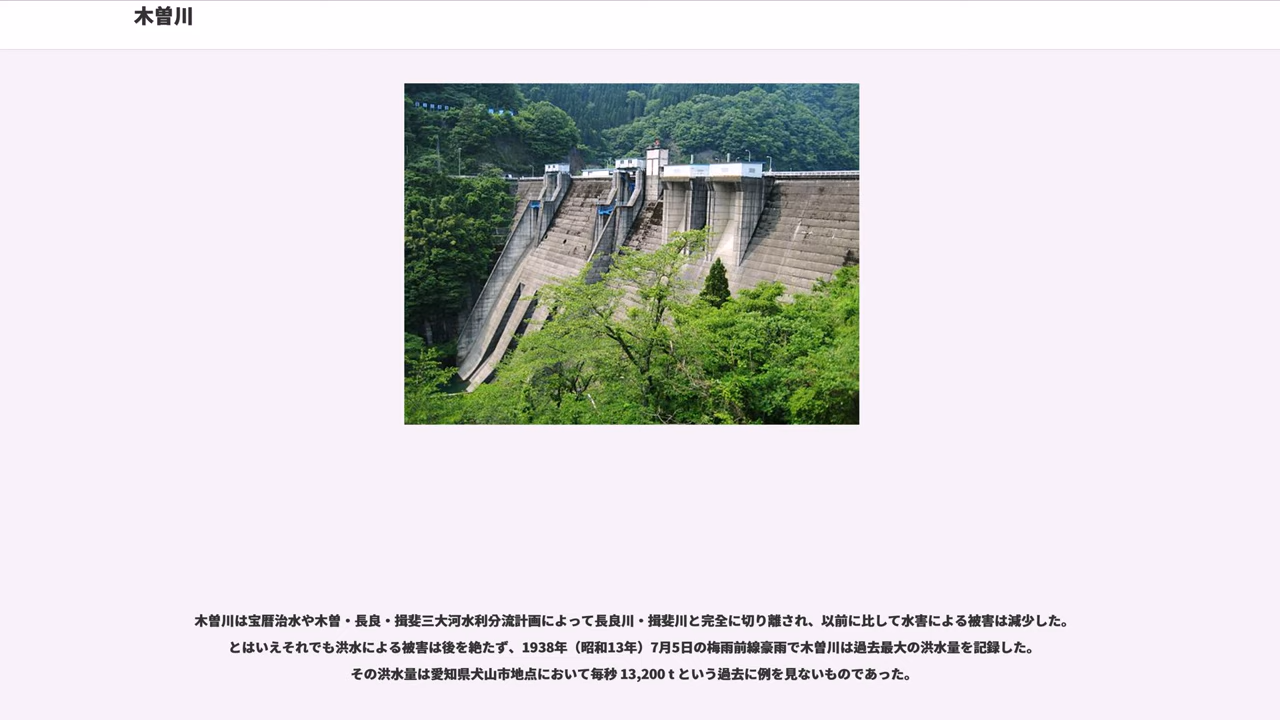 木曽川
木曽川は宝暦治水や木曽・長良・揖斐三大河水利分流計画によって長良川・揖斐川と完全に切り離され、以前に比して水害による被害は減少した。
とはいえそれでも洪水による被害は後を絶たず、1938年（昭和13年）7月5日の梅雨前線豪雨で木曽川は過去最大の洪水量を記録した。
その洪水量は愛知県犬山市地点において毎秒 13,200 t という過去に例を見ないものであった。